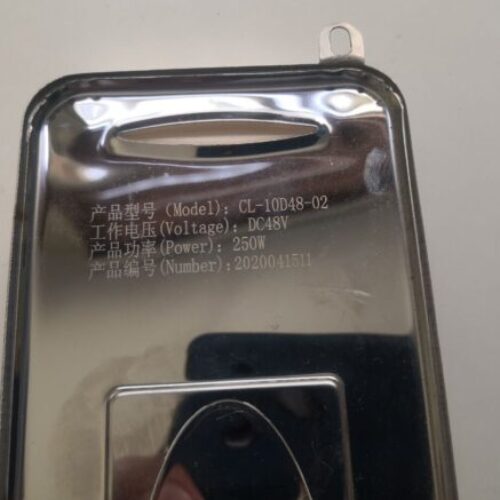 产品型号 (Model): CL-10D48-02
工作电压(Voltage): DC48V
产品功率(Power): 250W
产品编号(Number):2020041511